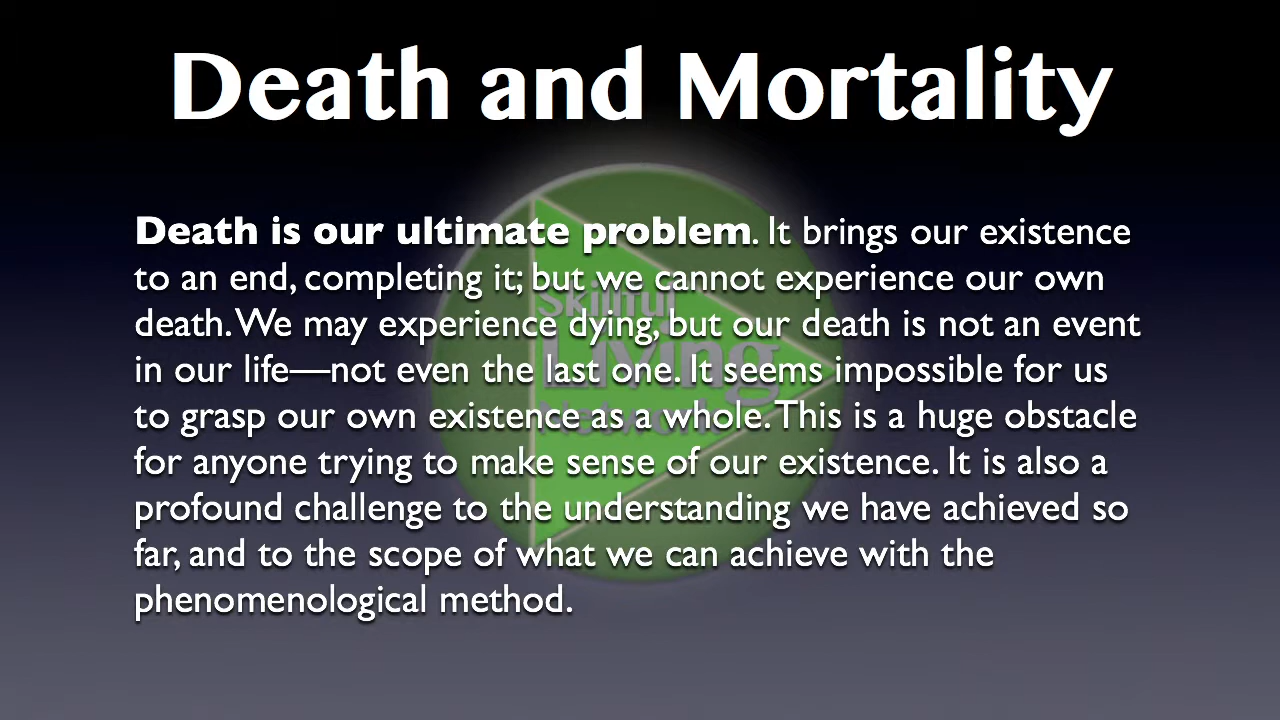 Death and Mortality
Death is our ultimate problem. It brings our existence
to an end, completing it; but we cannot experience our own
death. We may experience dying, but our death is not an event
in our life—not even the last one. It seems impossible for us
to grasp our own existence as a whole. This is a huge obstacle
for anyone trying to make sense of our existence. It is also a
profound challenge to the understanding we have achieved so
far, and to the scope of what we can achieve with the
phenomenological method.
Skillful
Living
Network